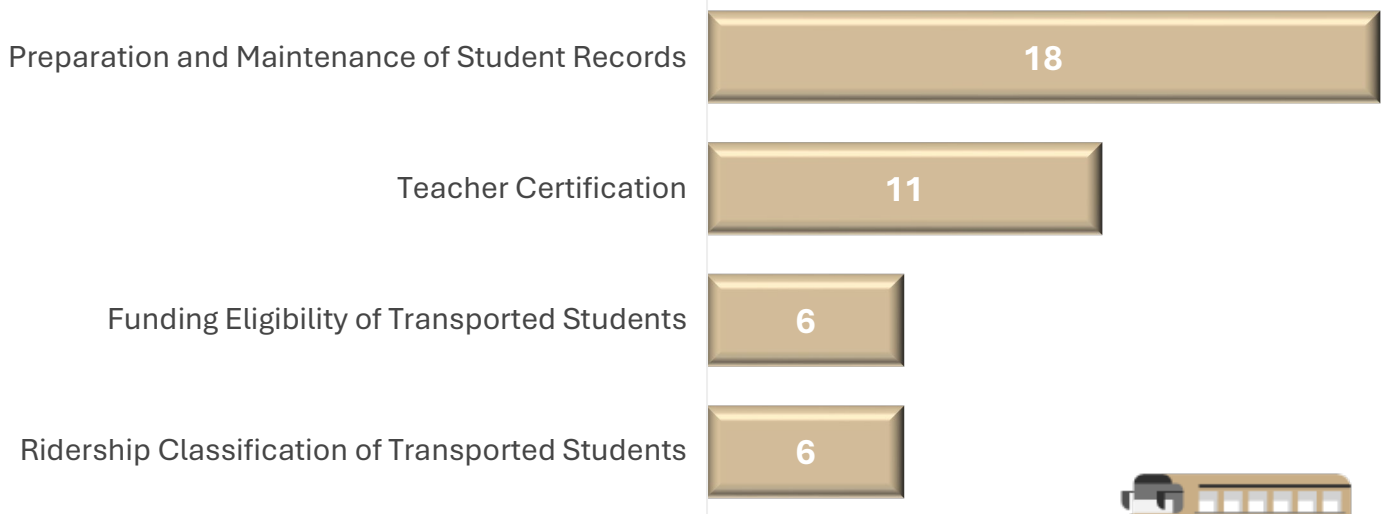 Preparation and Maintenance of Student Records
18
Teacher Certification
11
Funding Eligibility of Transported Students
6
Ridership Classification of Transported Students
6